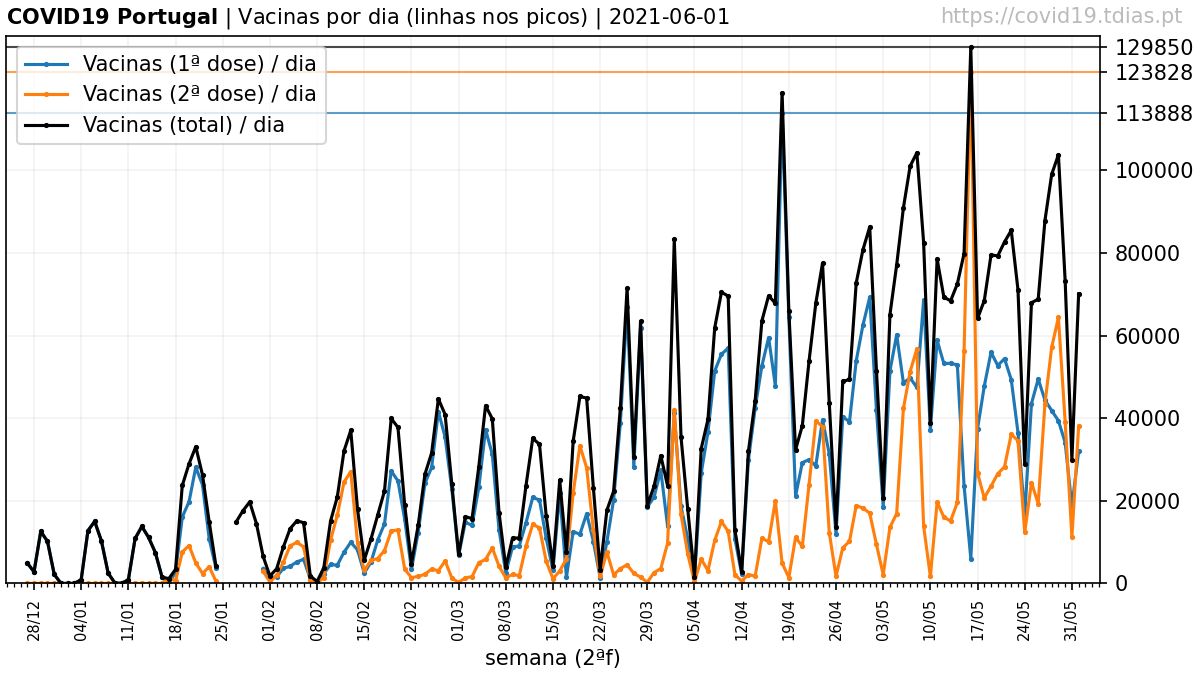 COVID19 Portugal | Vacinas por dia (linhas nos picos) | 2021-06-01
https://covid19.tdias.pt
Vacinas (1ª dose) / dia
Vacinas (2ª dose) / dia
Vacinas (total) / dia
129850
123828
113888
100000
80000
60000
40000
20000
0
28/12 04/01 11/01 18/01 25/01 01/02 08/02 15/02 22/02 01/03 08/03 15/03 22/03 29/03 05/04 12/04 19/04 26/04 03/05 10/05 17/05 24/05 31/05
semana (2ªf)